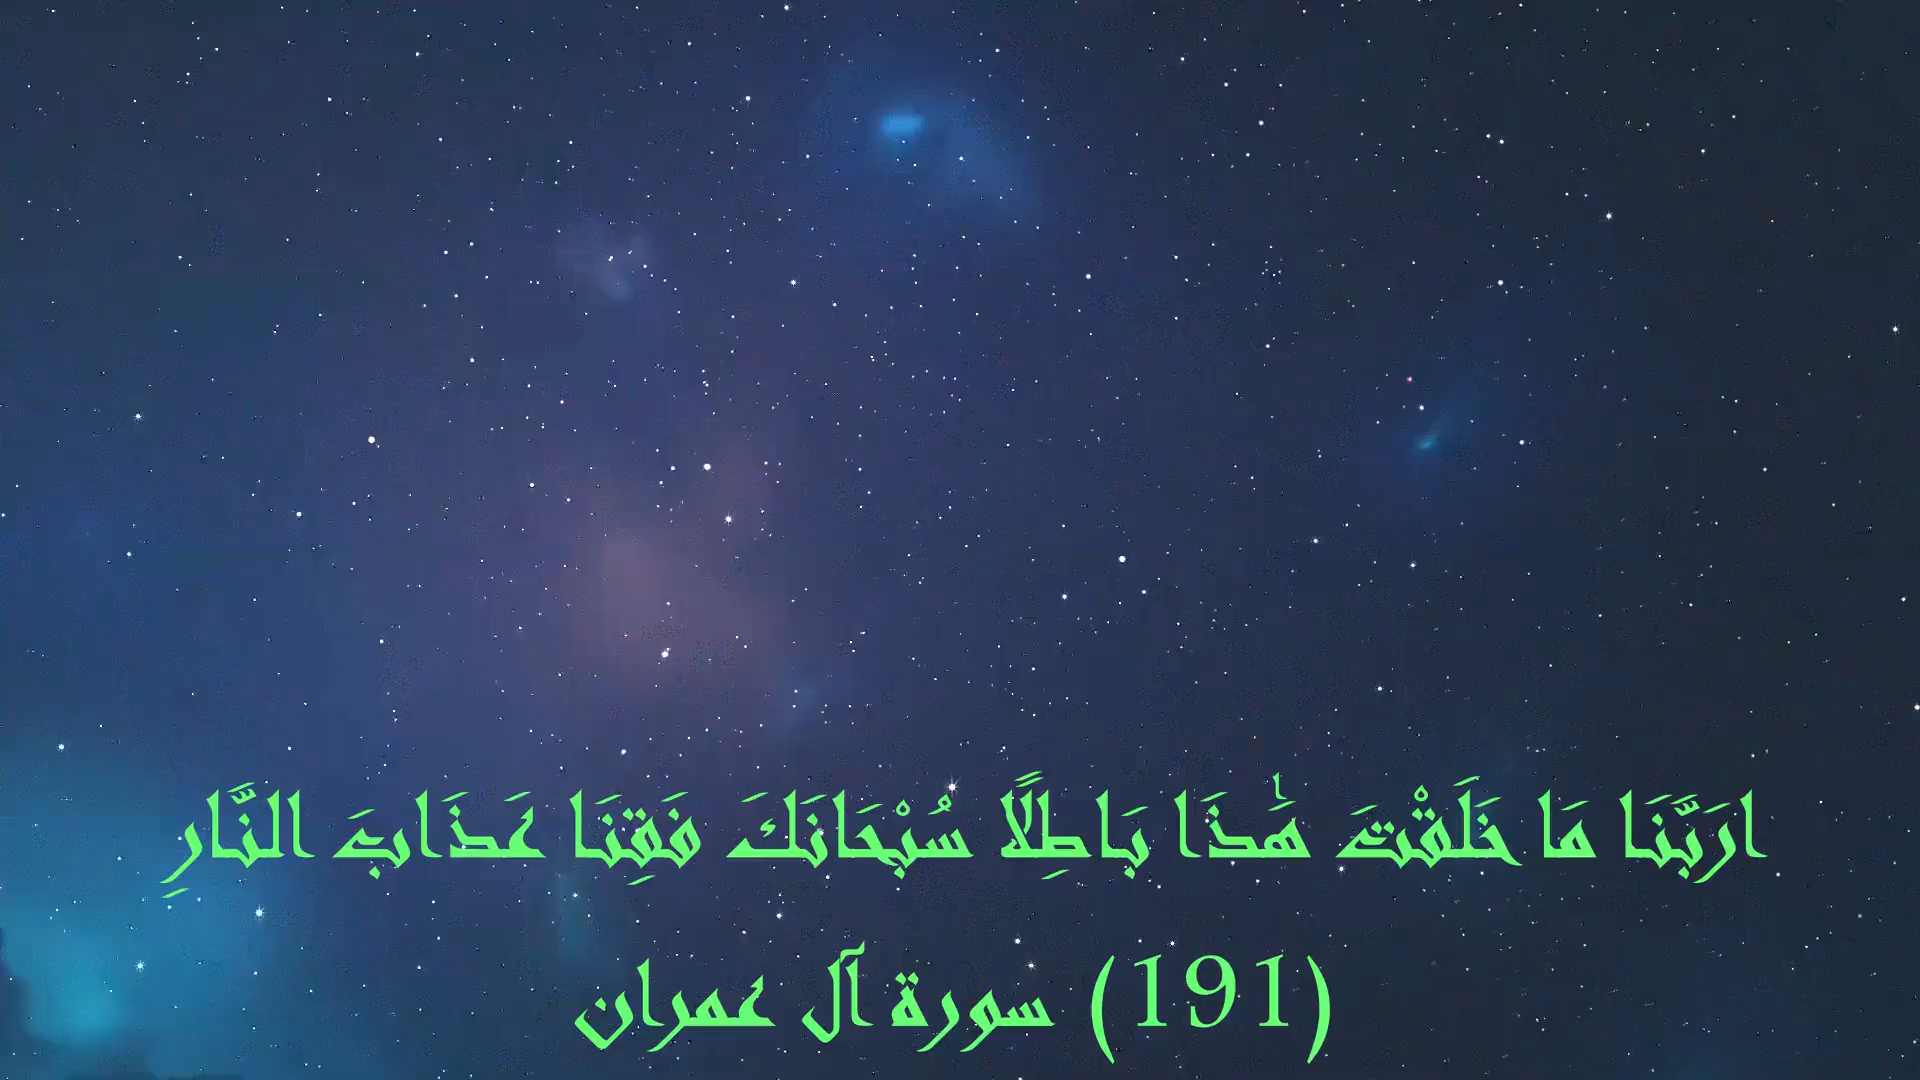 ارَبَّنَا مَا خَلَقْتَ هَٰذَا بَاطِلًا سُبْحَانَكَ فَقِنَا عَذَابَ النَّارِ
(191) سورة آل عمران